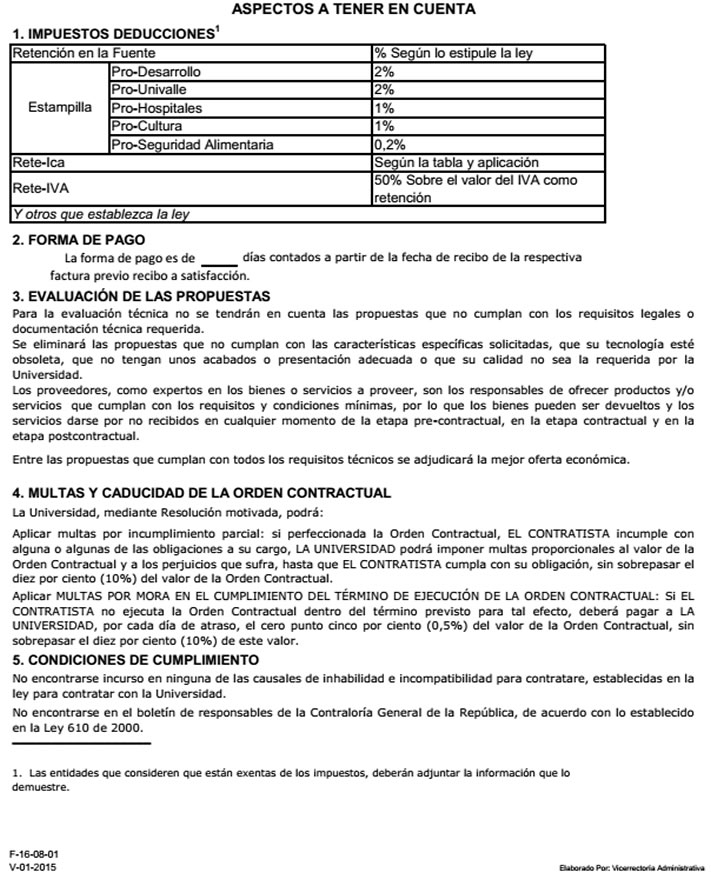 ASPECTOS A TENER EN CUENTA
1. IMPUESTOS DEDUCCIONES1
Retención en la Fuente % Según lo estipule la ley
Estampilla
Pro-Desarrollo 2%
Pro-Univalle 2%
Pro-Hospitales 1%
Pro-Cultura 1%
Pro-Seguridad Alimentaria 0,2%
Rete-Ica Según la tabla y aplicación
Rete-IVA 50% Sobre el valor del IVA como
retención
Y otros que establezca la ley
2. FORMA DE PAGO
La forma de pago es de _____ días contados a partir de la fecha de recibo de la respectiva
factura previo recibo a satisfacción.
3. EVALUACIÓN DE LAS PROPUESTAS
Para la evaluación técnica no se tendrán en cuenta las propuestas que no cumplan con los requisitos legales o
documentación técnica requerida.
Se eliminará las propuestas que no cumplan con las características específicas solicitadas, que su tecnología esté
obsoleta, que no tengan unos acabados o presentación adecuada o que su calidad no sea la requerida por la
Universidad.
Los proveedores, como expertos en los bienes o servicios a proveer, son los responsables de ofrecer productos y/o
servicios que cumplan con los requisitos y condiciones mínimas, por lo que los bienes pueden ser devueltos y los
servicios darse por no recibidos en cualquier momento de la etapa pre-contractual, en la etapa contractual y en la
etapa postcontractual.
Entre las propuestas que cumplan con todos los requisitos técnicos se adjudicará la mejor oferta económica.
4. MULTAS Y CADUCIDAD DE LA ORDEN CONTRACTUAL
La Universidad, mediante Resolución motivada, podrá:
Aplicar multas por incumplimiento parcial: si perfeccionada la Orden Contractual, EL CONTRATISTA incumple con
alguna o algunas de las obligaciones a su cargo, LA UNIVERSIDAD podrá imponer multas proporcionales al valor de la
Orden Contractual y a los perjuicios que sufra, hasta que EL CONTRATISTA cumpla con su obligación, sin sobrepasar el
diez por ciento (10%) del valor de la Orden Contractual.
Aplicar MULTAS POR MORA EN EL CUMPLIMIENTO DEL TÉRMINO DE EJECUCIÓN DE LA ORDEN CONTRACTUAL: Si EL
CONTRATISTA no ejecuta la Orden Contractual dentro del término previsto para tal efecto, deberá pagar a LA
UNIVERSIDAD, por cada día de atraso, el cero punto cinco por ciento (0,5%) del valor de la Orden Contractual, sin
sobrepasar el diez por ciento (10%) de este valor.
5. CONDICIONES DE CUMPLIMIENTO
No encontrarse incurso en ninguna de las causales de inhabilidad e incompatibilidad para contratare, establecidas en la
ley para contratar con la Universidad.
No encontrarse en el boletín de responsables de la Contraloría General de la República, de acuerdo con lo establecido
en la Ley 610 de 2000.
1. Las entidades que consideren que están exentas de los impuestos, deberán adjuntar la información que lo
demuestre.
F-16-08-01
V-01-2015 Elaborado Por: Vicerrectoría Administrativa